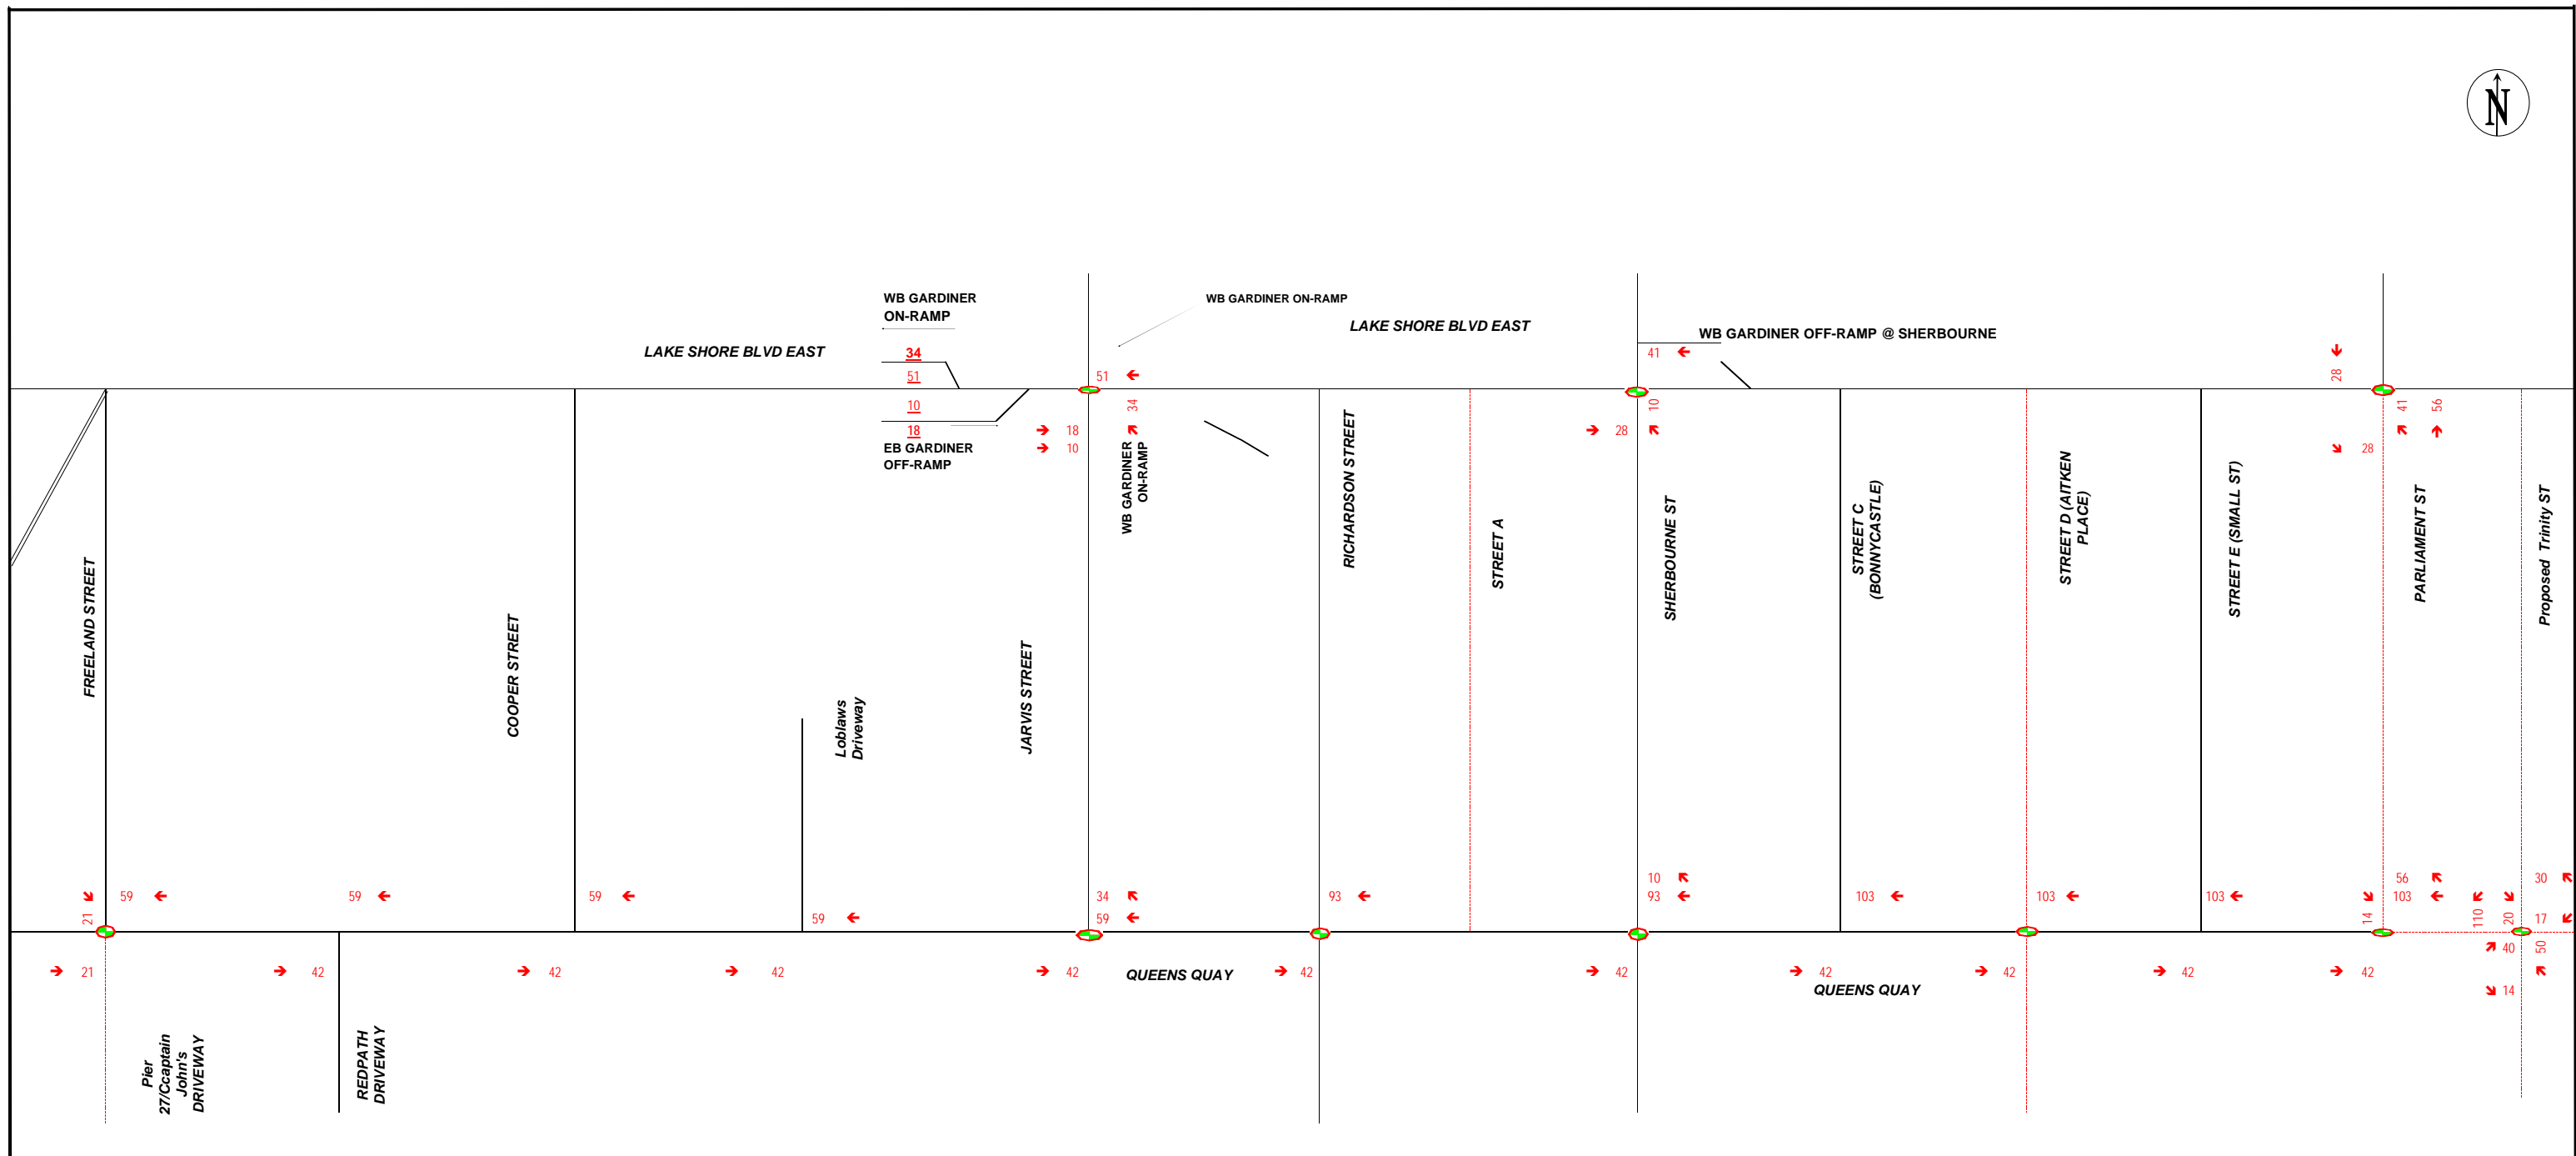 N
WB GARDINER
ON-RAMP
WB GARDINER ON-RAMP
LAKE SHORE BLVD EAST
LAKE SHORE BLVD EAST
WB GARDINER OFF-RAMP @ SHERBOURNE
34
51
10
18
EB GARDINER
OFF-RAMP
51 ←
34
↖
→ 18
→ 10
WB GARDINER
ON-RAMP
41 ←
10
→ 28 ↖
↓
28
41 56
↖ ↑
↘ 28
FREELAND STREET
COOPER STREET
Loblaws
Driveway
JARVIS STREET
RICHARDSON STREET
STREET A
SHERBOURNE ST
STREET C
(BONNYCASTLE)
STREET D (AITKEN
PLACE)
STREET E (SMALL ST)
PARLIAMENT ST
Proposed Trinity ST
↘ 59 ←
21
59 ←
59 ←
59 ←
34 ↖
59 ←
93 ←
10 ↖
93 ←
103 ←
103 ←
103 ←
↘ 56 ↖
14 103 ←
↙ ↘
110 20
30 ↖
17 ↙
→ 21
→ 42
→ 42
→ 42
→ 42
QUEENS QUAY
→ 42
→ 42
→ 42
QUEENS QUAY
→ 42
→ 42
→ 42
↗ 40 50
↖
↘ 14
Pier
27/Ccaptain
John's
DRIVEWAY
REDPATH
DRIVEWAY